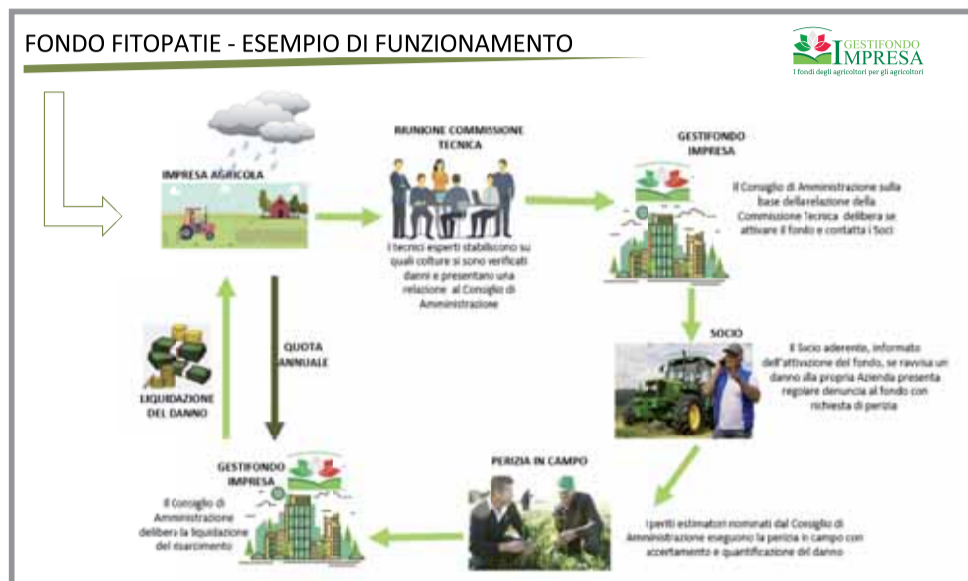 FONDO FITOPATIE - ESEMPIO DI FUNZIONAMENTO
GESTIFONDO
IMPRESA
I fondi degli agricoltori per gli agricoltori
IMPRESA AGRICOLA
RIUNIONE COMMISSIONE
TECNICA
I tecnici esperti stabiliscono su
quali colture si sono verificati
danni e presentano una
relazione al Consiglio di
Amministrazione
GESTIFONDO
IMPRESA
Il Consiglio di Amministrazione sulla
base della relazione della
Commissione Tecnica delibera se
attivare il fondo e contatta i Soci
SOCIO
Il Socio aderente, informato
dell'attivazione del fondo, se ravvisa un
danno alla propria Azienda presenta
regolare denuncia al fondo con
richiesta di perizia
PERIZIA IN CAMPO
I periti estimatori nominati dal Consiglio di
Amministrazione eseguono la perizia in campo con
accertamento e quantificazione del danno
GESTIFONDO
IMPRESA
Il Consiglio di
Amministrazione
delibera la liquidazione
del risarcimento
QUOTA
ANNUALE
LIQUIDAZIONE
DEL DANNO